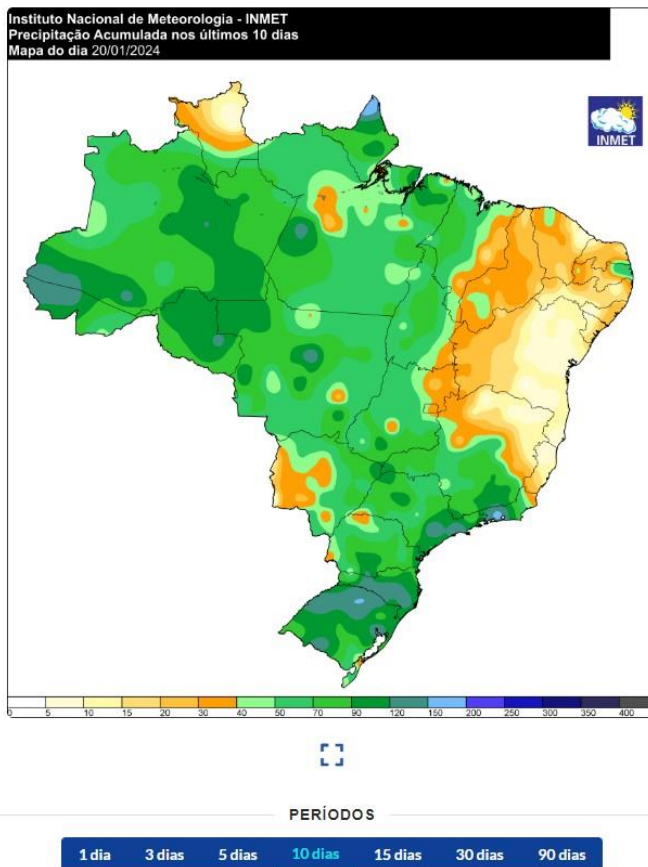 Instituto Nacional de Meteorologia - INMET
Precipitação Acumulada nos últimos 10 dias
Mapa do dia 20/01/2024
INMET
0 5 10 15 20 30 40 50 70 90 120 150 200 250 300 350 400
PERÍODOS
1 dia 3 dias 5 dias 10 dias 15 dias 30 dias 90 dias